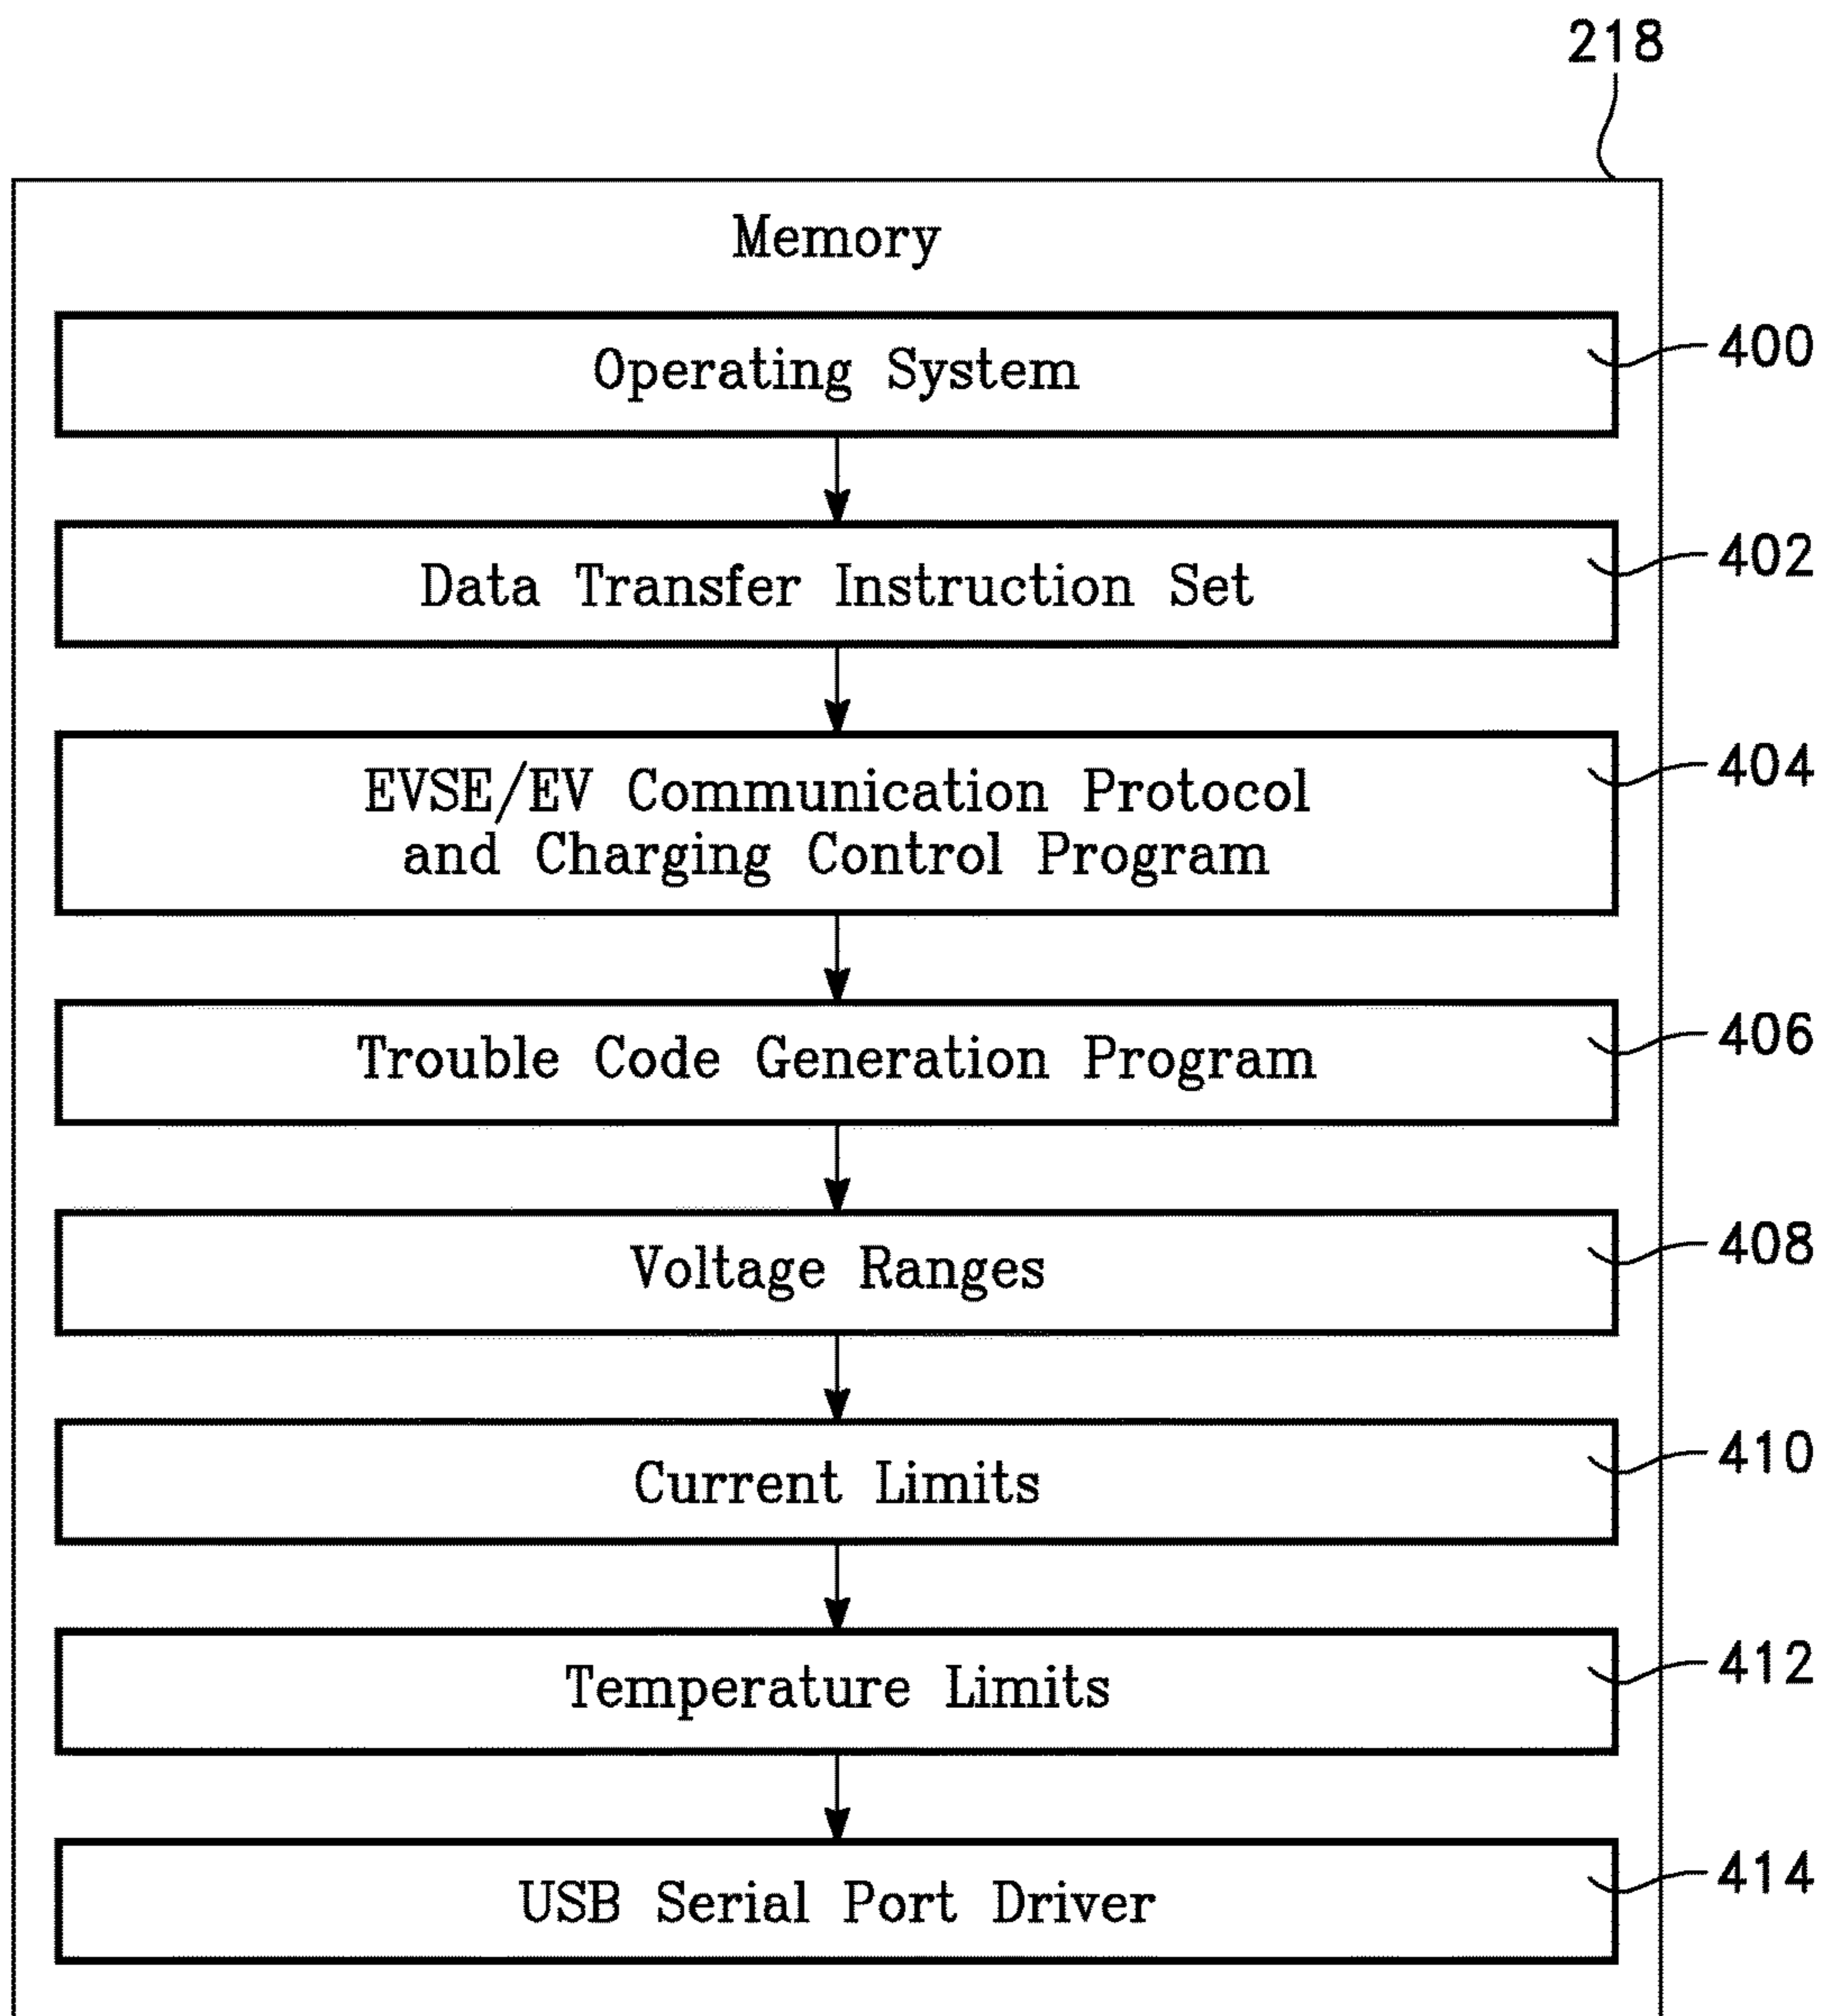 218
Memory
Operating System
400
Data Transfer Instruction Set
402
EVSE/EV Communication Protocol
and Charging Control Program
404
Trouble Code Generation Program
406
Voltage Ranges
408
Current Limits
410
Temperature Limits
412
USB Serial Port Driver
414